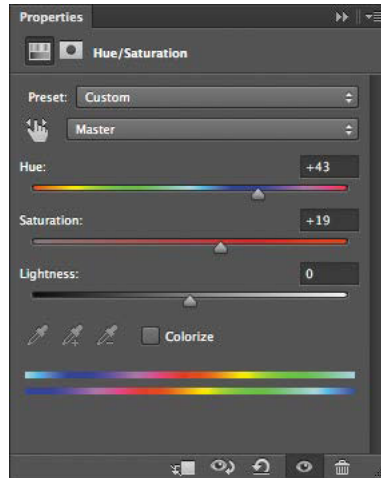 Properties
Hue/Saturation
Preset: Custom
Master
Hue: +43
Saturation: +19
Lightness: 0
Colorize